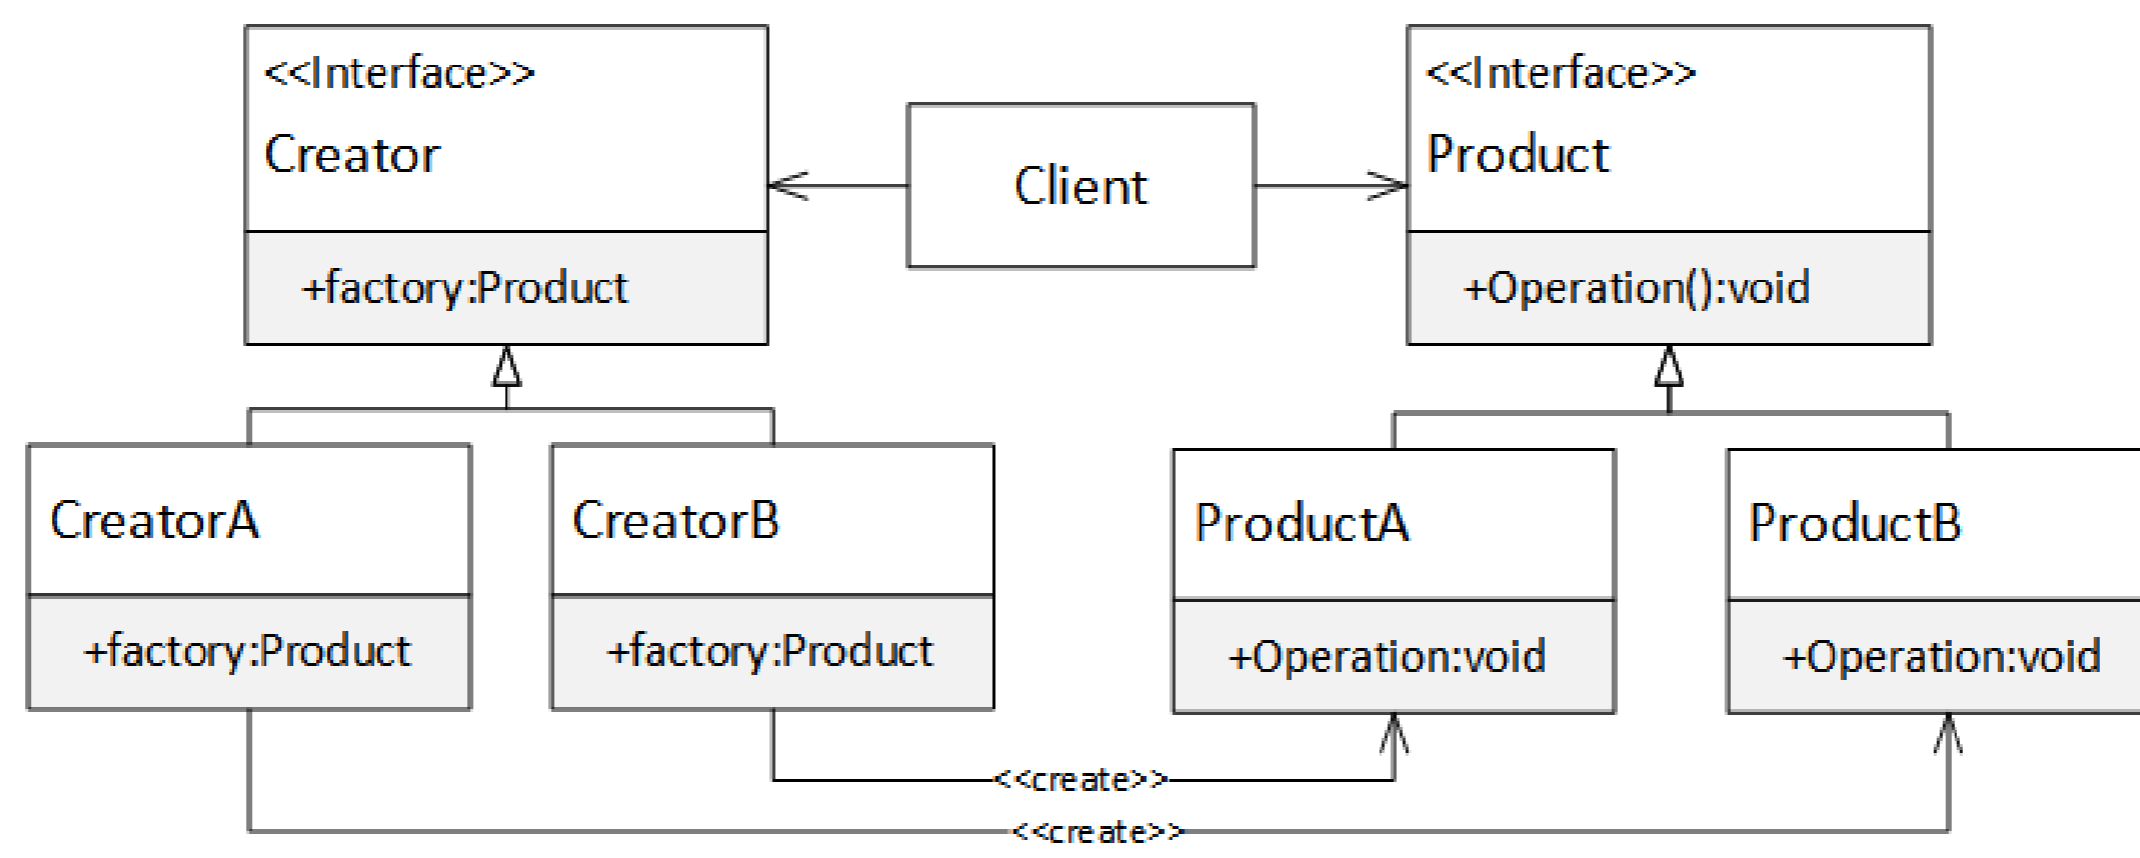 <<Interface>>
Creator
+factory:Product
Client
<<Interface>>
Product
+Operation():void
CreatorA
+factory:Product
CreatorB
+factory:Product
ProductA
+Operation:void
ProductB
+Operation:void
<<create>>
<<create>>